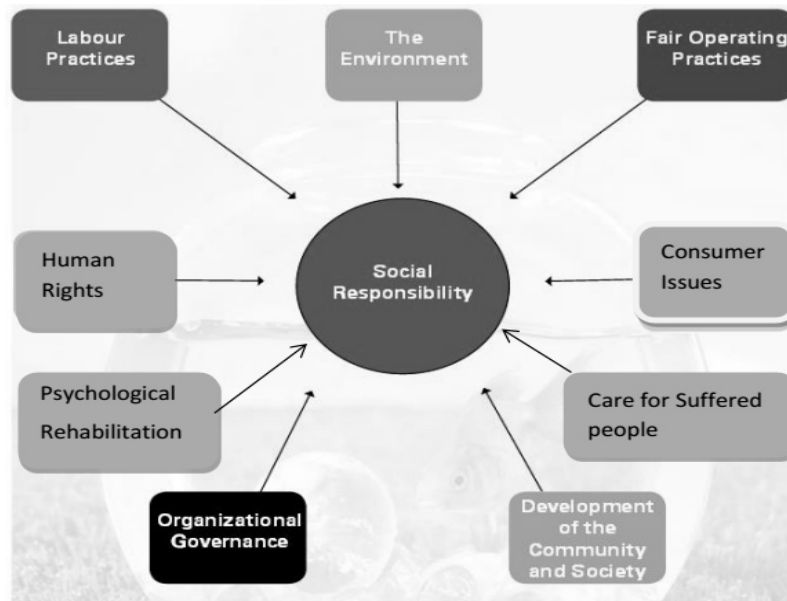 Labour
Practices
The
Environment
Fair Operating
Practices
Human
Rights
Social
Responsibility
Consumer
Issues
Psychological
Rehabilitation
Care for Suffered
people
Organizational
Governance
Development
of the
Community
and Society